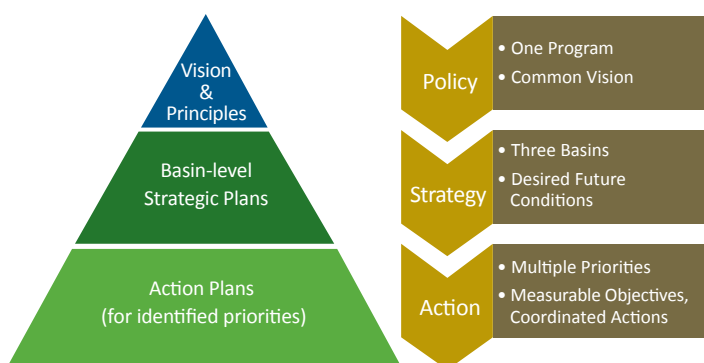 Vision
&
Principles
Basin-level
Strategic Plans
Action Plans
(for identified priorities)
Policy
• One Program
• Common Vision
Strategy
• Three Basins
• Desired Future
Conditions
Action
• Multiple Priorities
• Measurable Objectives,
Coordinated Actions